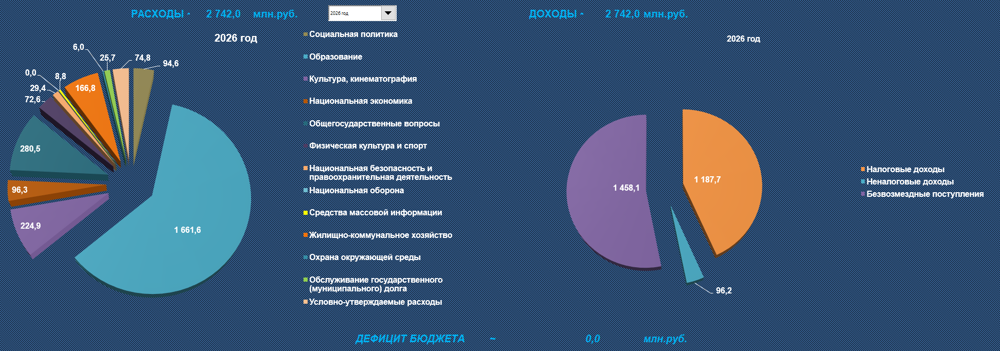 РАСХОДЫ - 2 742,0 млн.руб.
2026 год
ДОХОДЫ - 2 742,0 млн.руб.
2026 год
94,6
1 661,6
224,9
96,3
280,5
72,6
29,4
0,0
8,8
166,8
6,0
25,7
74,8
Социальная политика
Образование
Культура, кинематография
Национальная экономика
Общегосударственные вопросы
Физическая культура и спорт
Национальная безопасность и
правоохранительная деятельность
Национальная оборона
Средства массовой информации
Жилищно-коммунальное хозяйство
Охрана окружающей среды
Обслуживание государственного
(муниципального) долга
Условно-утверждаемые расходы
2026 год
1 187,7
96,2
1 458,1
Налоговые доходы
Неналоговые доходы
Безвозмездные поступления
ДЕФИЦИТ БЮДЖЕТА ~ 0,0 млн.руб.